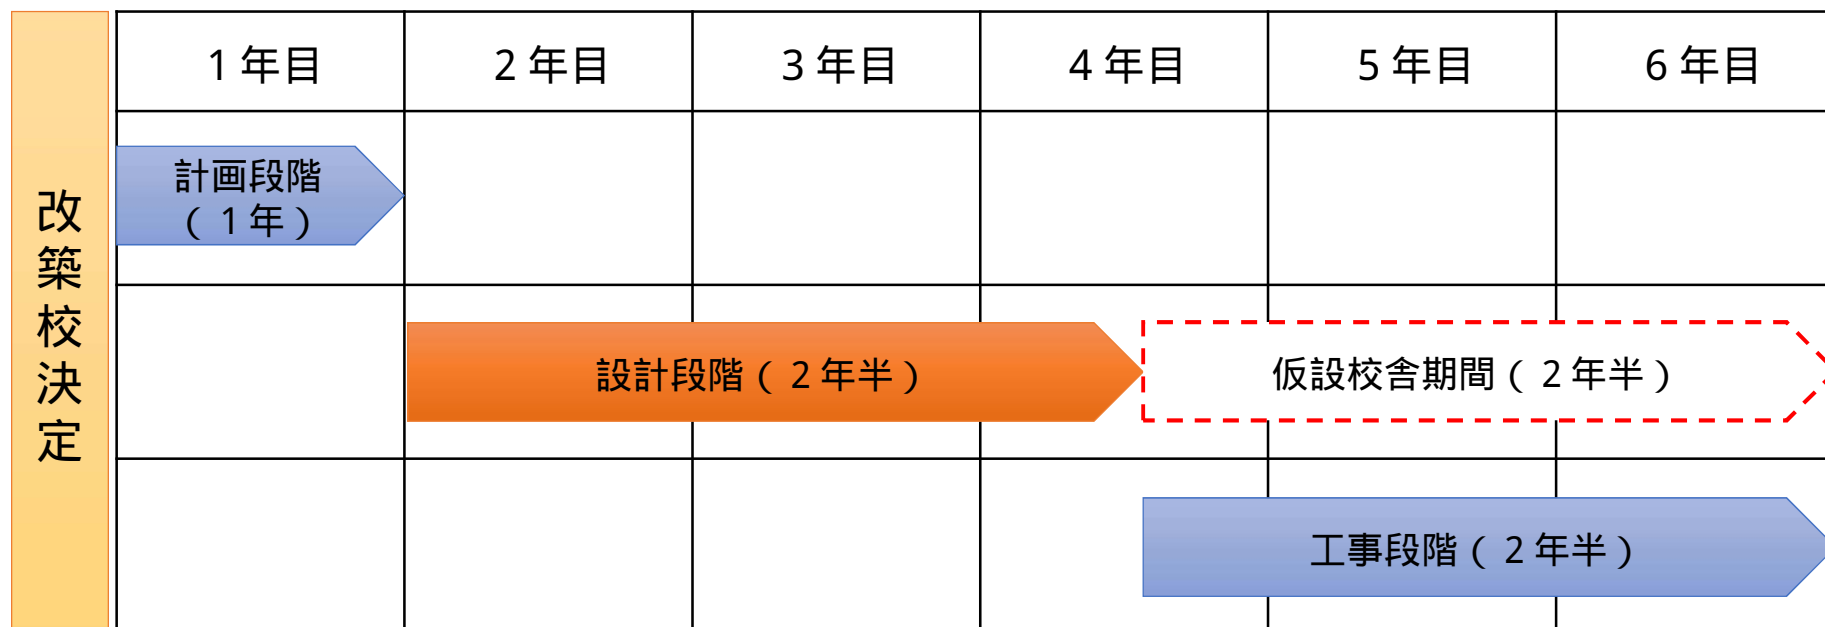 改築校決定
1年目
2年目
3年目
4年目
5年目
6年目
計画段階
（1年）
設計段階（2年半）
仮設校舎期間（2年半）
工事段階（2年半）